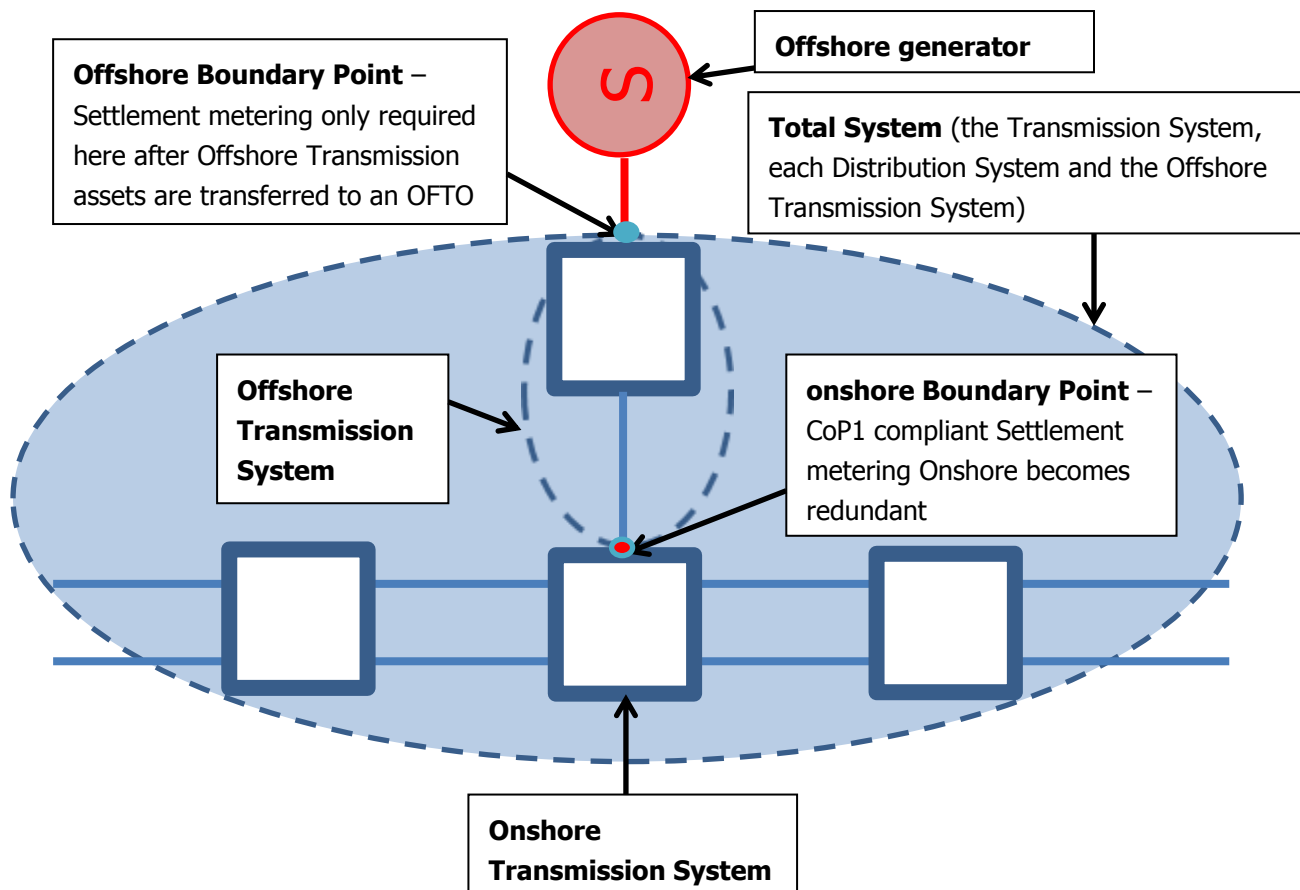 Offshore Boundary Point –
Settlement metering only required
here after Offshore Transmission
assets are transferred to an OFTO
S
Offshore generator
Total System (the Transmission System,
each Distribution System and the Offshore
Transmission System)
Offshore
Transmission
System
onshore Boundary Point –
CoP1 compliant Settlement
metering Onshore becomes
redundant
Onshore
Transmission System